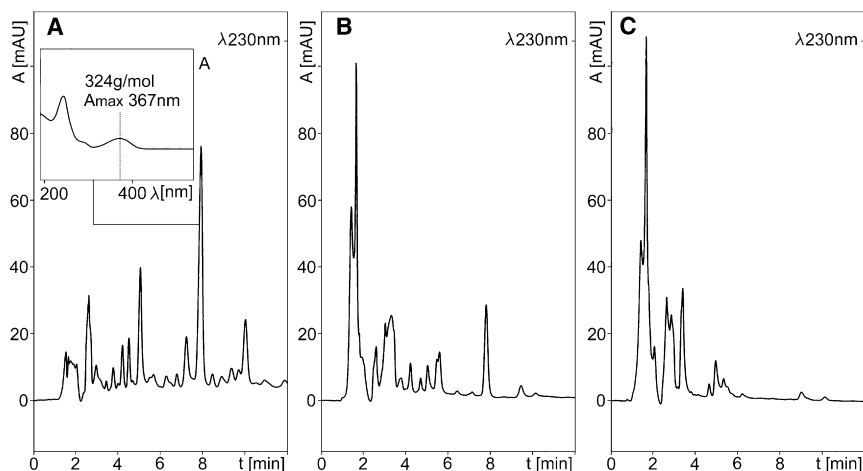 A B C
λ230nm λ230nm λ230nm
A [mAU] A [mAU] A [mAU]
A
324g/mol
Amax 367nm
200 400 λ[nm]
80 80 80
60 60 60
40 40 40
20 20 20
0 0 0
0 2 4 6 8 t [min] 0 2 4 6 8 t [min] 0 2 4 6 8 t [min]